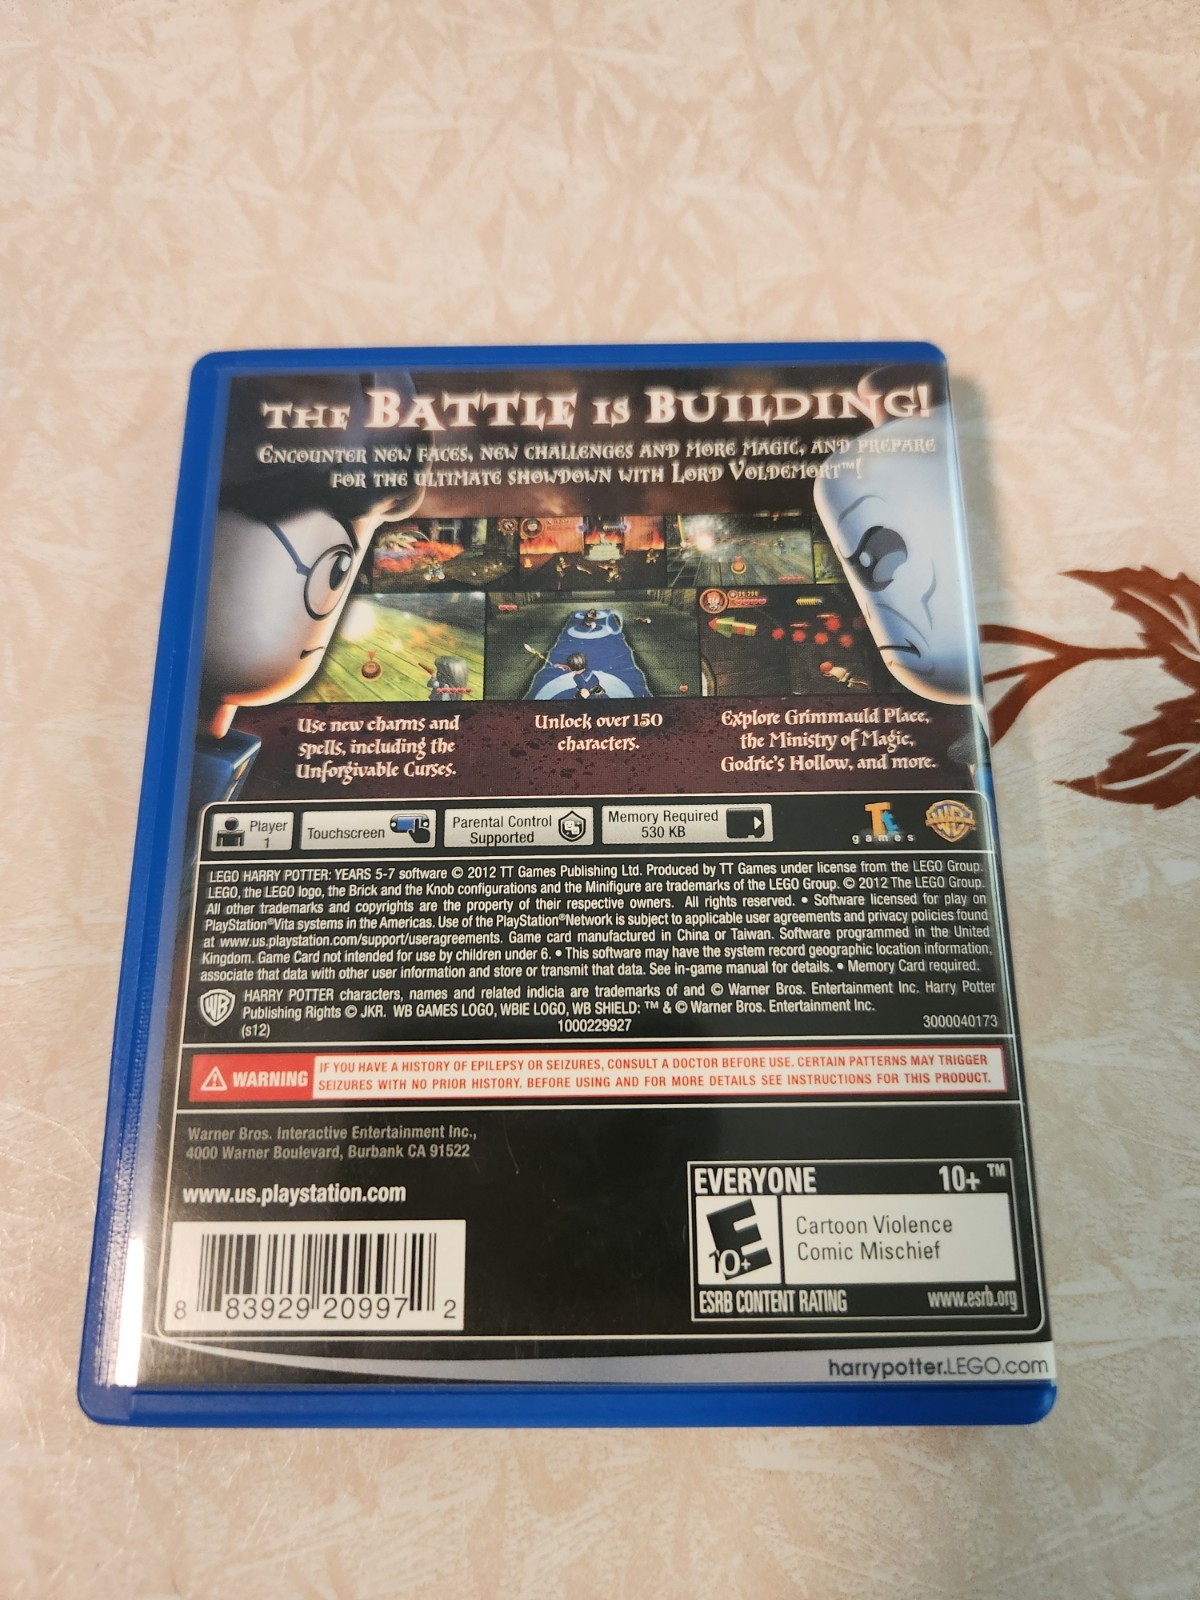 THE BATTLE IS BUILDING!
ENCOUNTER NEW FACES, NEW CHALLENGES AND MORE MAGIC, AND PREPARE
FOR THE ULTIMATE SHOWDOWN WITH LORD VOLDEMORT™!
Use new charms and
spells, including the
Unforgivable Curses.
Unlock over 150
characters.
Explore Grimmauld Place,
the Ministry of Magic,
Godric's Hollow, and more.
Player
1
Touchscreen
Parental Control
Supported
Memory Required
530 KB
Tt
games
LEGO HARRY POTTER: YEARS 5-7 software © 2012 TT Games Publishing Ltd. Produced by TT Games under license from the LEGO Group.
LEGO, the LEGO logo, the Brick and the Knob configurations and the Minifigure are trademarks of the LEGO Group. © 2012 The LEGO Group.
All other trademarks and copyrights are the property of their respective owners. All rights reserved. • Software licensed for play on
PlayStation®Vita systems in the Americas. Use of the PlayStation®Network is subject to applicable user agreements and privacy policies found
at www.us.playstation.com/support/useragreements. Game card manufactured in China or Taiwan. Software programmed in the United
Kingdom. Game Card not intended for use by children under 6. • This software may have the system record geographic location information,
associate that data with other user information and store or transmit that data. See in-game manual for details. • Memory Card required.
WB
HARRY POTTER characters, names and related indicia are trademarks of and © Warner Bros. Entertainment Inc. Harry Potter
Publishing Rights © JKR. WB GAMES LOGO, WBIE LOGO, WB SHIELD: ™ & © Warner Bros. Entertainment Inc.
(s12)
1000229927
3000040173
WARNING
IF YOU HAVE A HISTORY OF EPILEPSY OR SEIZURES, CONSULT A DOCTOR BEFORE USE. CERTAIN PATTERNS MAY TRIGGER
SEIZURES WITH NO PRIOR HISTORY. BEFORE USING AND FOR MORE DETAILS SEE INSTRUCTIONS FOR THIS PRODUCT.
Warner Bros. Interactive Entertainment Inc.,
4000 Warner Boulevard, Burbank CA 91522
www.us.playstation.com
8 83929 20997 2
EVERYONE 10+ ™
E
10+
Cartoon Violence
Comic Mischief
ESRB CONTENT RATING
www.esrb.org
harrypotter.LEGO.com